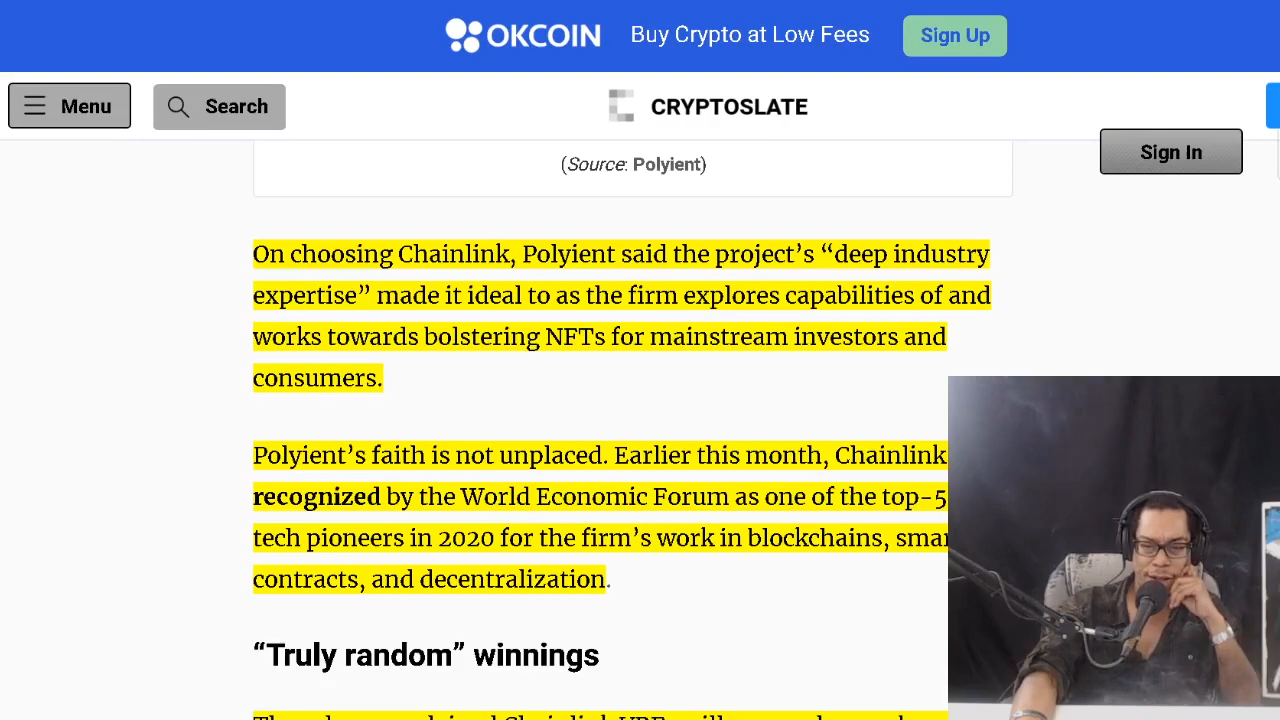 OKCOIN Buy Crypto at Low Fees Sign Up
Menu Search CRYPTOSLATE
Sign In
(Source: Polyient)
On choosing Chainlink, Polyient said the project’s “deep industry
expertise” made it ideal to as the firm explores capabilities of and
works towards bolstering NFTs for mainstream investors and
consumers.
Polyient’s faith is not unplaced. Earlier this month, Chainlink
recognized by the World Economic Forum as one of the top-5
tech pioneers in 2020 for the firm’s work in blockchains, smar
contracts, and decentralization.
“Truly random” winnings